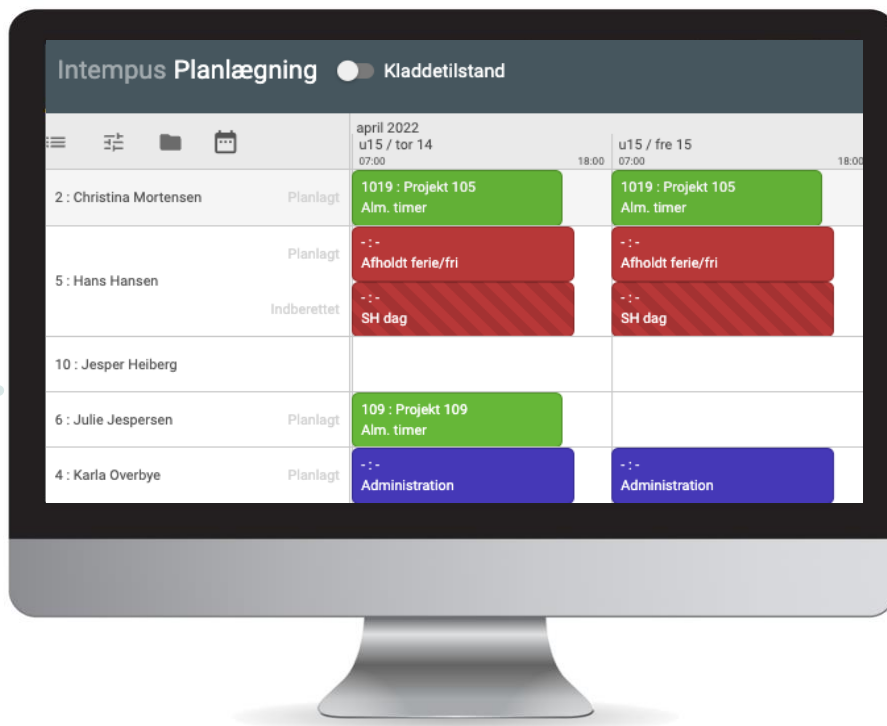 Intempus Planlægning Kladdetilstand
april 2022
u15 / tor 14 u15 / fre 15
07:00 18:00 07:00 18:00
2 : Christina Mortensen Planlagt
1019 : Projekt 105 1019 : Projekt 105
Alm. timer Alm. timer
5 : Hans Hansen
Planlagt
- : - - : -
Afholdt ferie/fri Afholdt ferie/fri
Indberettet
- : - - : -
SH dag SH dag
10 : Jesper Heiberg
6 : Julie Jespersen Planlagt
109 : Projekt 109
Alm. timer
4 : Karla Overbye Planlagt
- : - - : -
Administration Administration